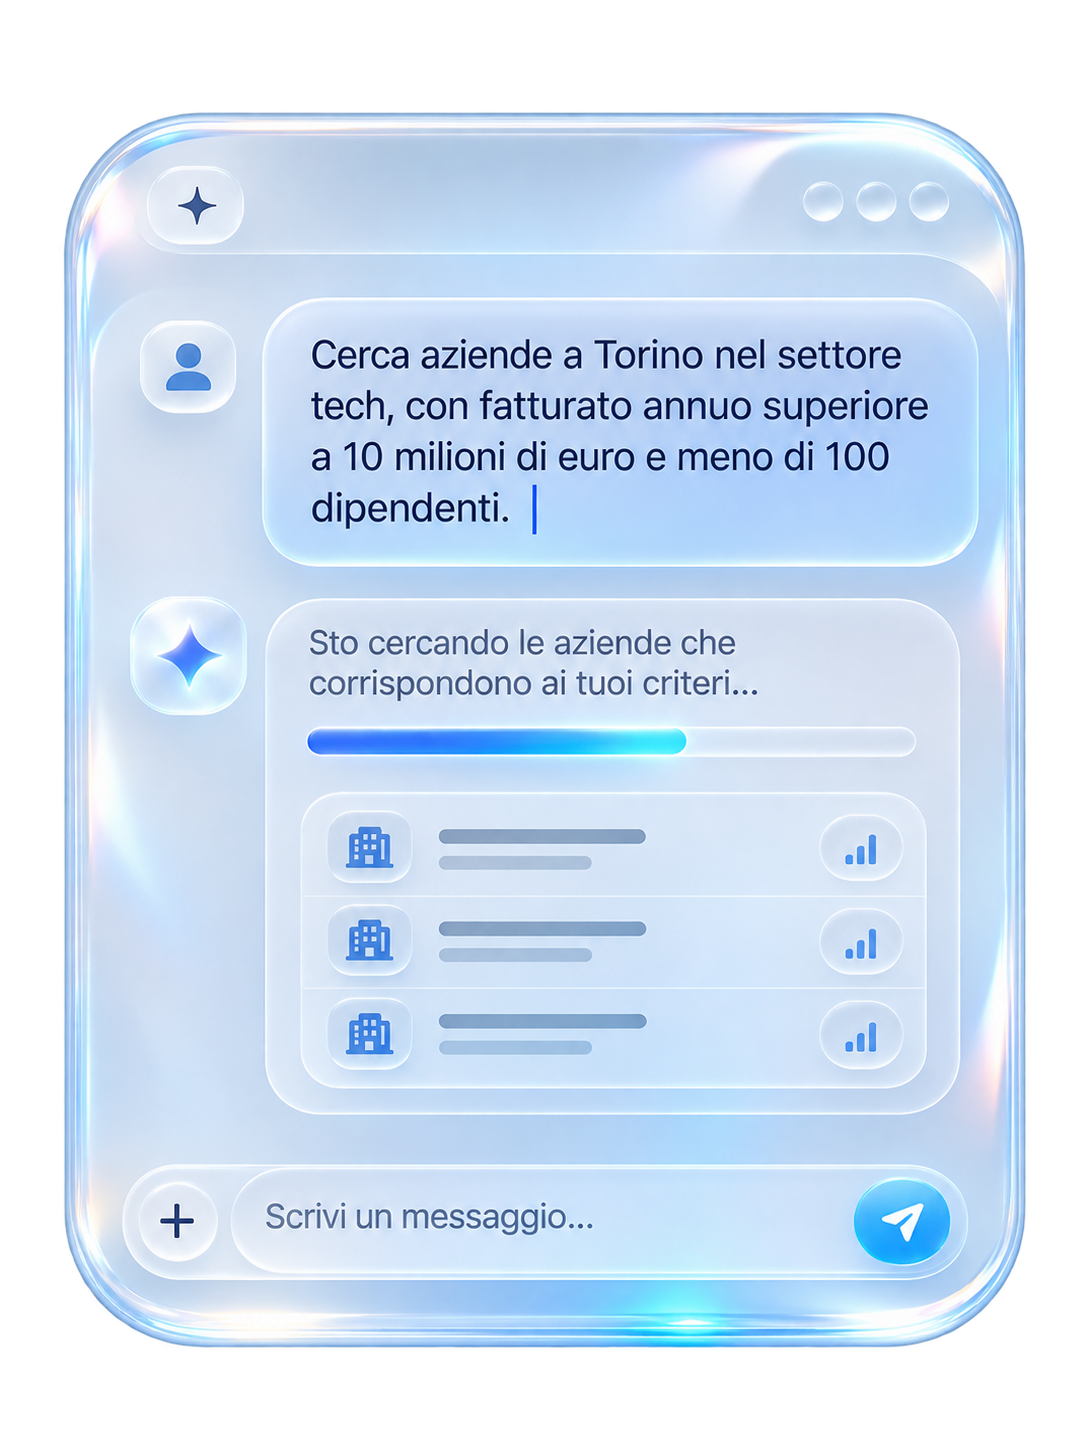 Cerca aziende a Torino nel settore
tech, con fatturato annuo superiore
a 10 milioni di euro e meno di 100
dipendenti.
Sto cercando le aziende che
corrispondono ai tuoi criteri...
Scrivi un messaggio...